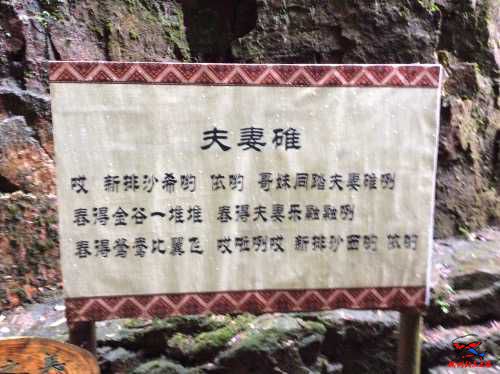 夫妻碓
哎 新排沙希哟 依哟 哥妹同踏夫妻碓咧
舂得金谷一堆堆 舂得夫妻乐融融咧
舂得鸳鸯比翼飞 哎啦咧哎 新排沙西哟 依哟